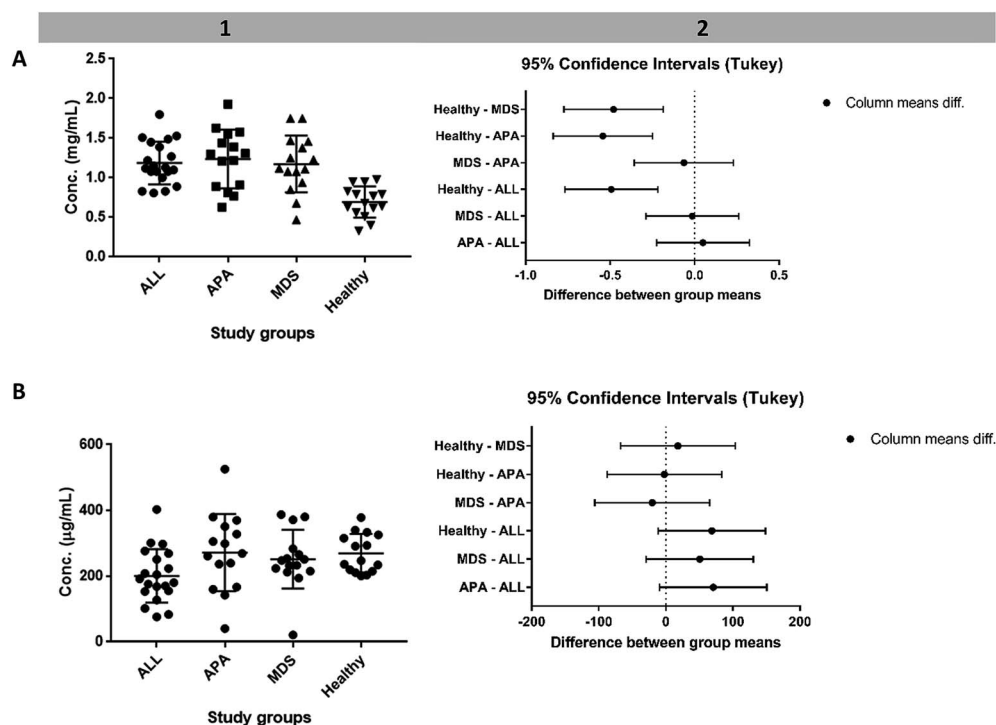 1 2
A
2.5
2.0
1.5
1.0
0.5
0.0
Conc. (mg/mL)
ALL
APA
MDS
Healthy
Study groups
95% Confidence Intervals (Tukey)
Healthy - MDS
Healthy - APA
MDS - APA
Healthy - ALL
MDS - ALL
APA - ALL
-1.0 -0.5 0.0 0.5
Difference between group means
Column means diff.
B
600
400
200
0
Conc. (µg/mL)
ALL
APA
MDS
Healthy
Study groups
95% Confidence Intervals (Tukey)
Healthy - MDS
Healthy - APA
MDS - APA
Healthy - ALL
MDS - ALL
APA - ALL
-200 -100 0 100 200
Difference between group means
Column means diff.